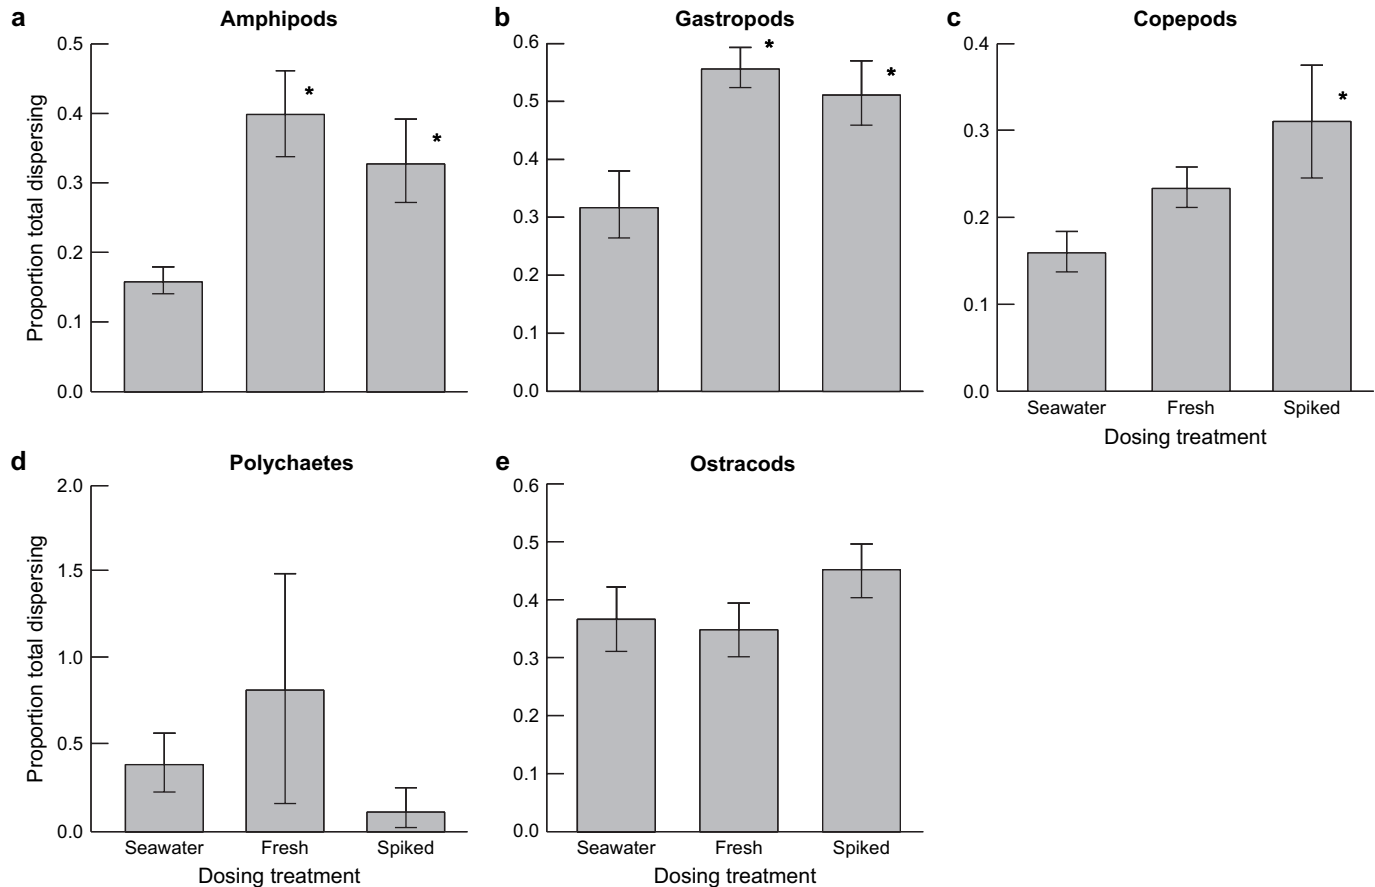 a Amphipods
0.5
0.4
0.3
0.2
0.1
0.0
Proportion total dispersing
*
*
b Gastropods
0.6
0.5
0.4
0.3
0.2
0.1
0.0
*
*
c Copepods
0.4
0.3
0.2
0.1
0.0
*
Seawater Fresh Spiked
Dosing treatment
d Polychaetes
2.0
1.5
1.0
0.5
0.0
Proportion total dispersing
Seawater Fresh Spiked
Dosing treatment
e Ostracods
0.6
0.5
0.4
0.3
0.2
0.1
0.0
Seawater Fresh Spiked
Dosing treatment